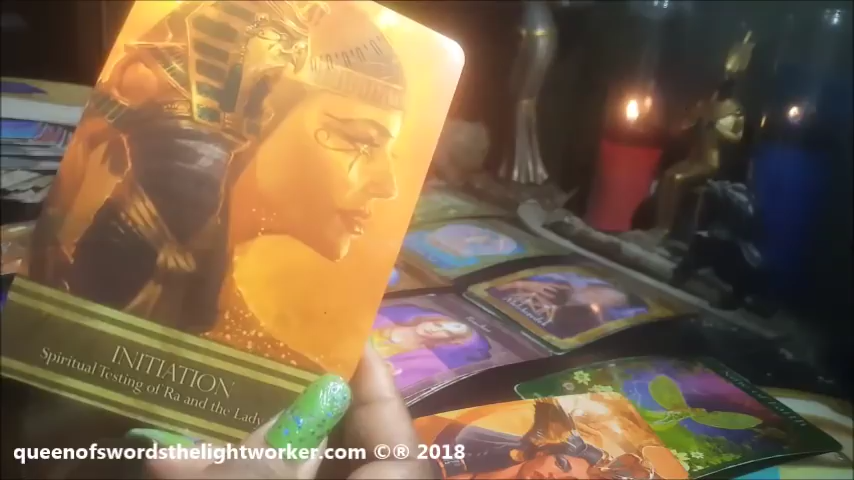 INITIATION
Spiritual Testing of Ra and the Lady
queenofswordsthelightworker.com ©® 2018